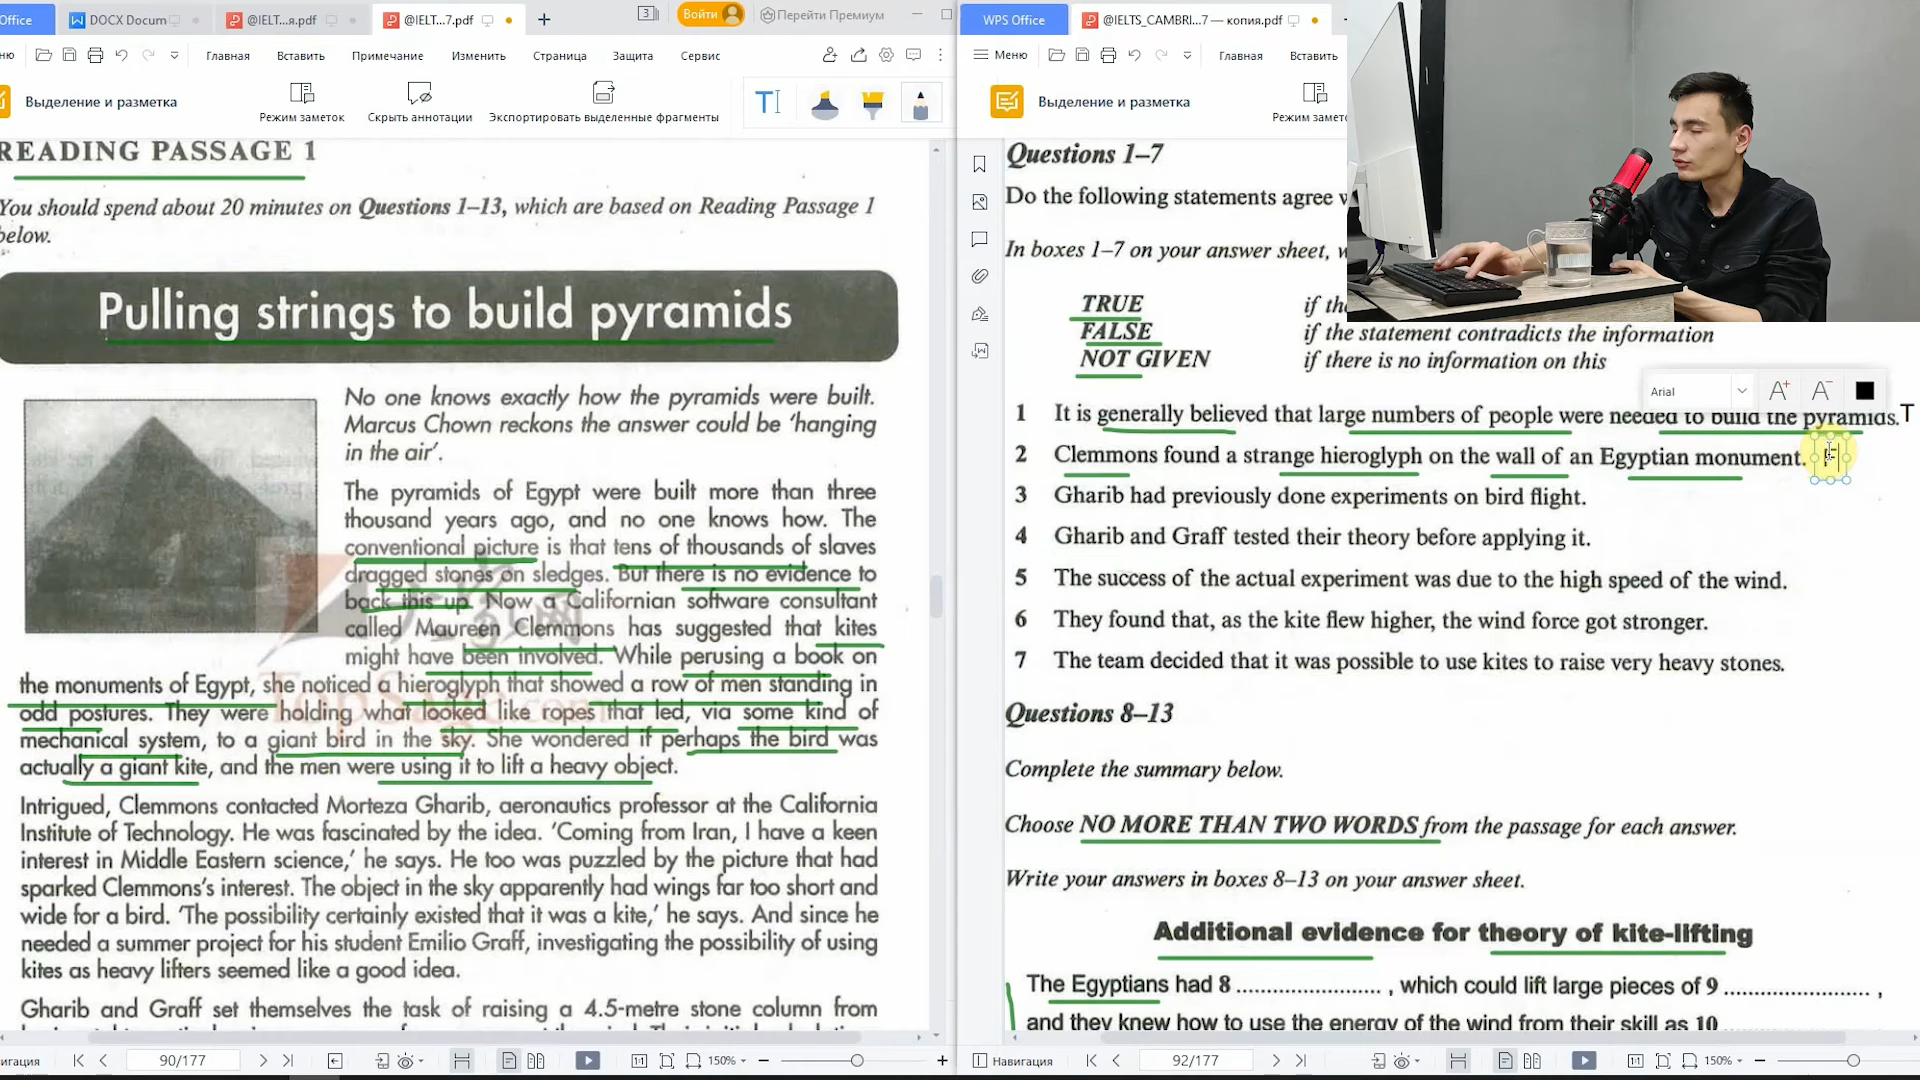 Office
DOCX Docum
@IELT...я.pdf
@IELT...7.pdf
3
Войти
Перейти Премиум
ню
Главная
Вставить
Примечание
Изменить
Страница
Защита
Сервис
Выделение и разметка
Режим заметок
Скрыть аннотации
Экспортировать выделенные фрагменты
READING PASSAGE 1
You should spend about 20 minutes on Questions 1–13, which are based on Reading Passage 1
below.
Pulling strings to build pyramids
No one knows exactly how the pyramids were built.
Marcus Chown reckons the answer could be 'hanging
in the air'.
The pyramids of Egypt were built more than three
thousand years ago, and no one knows how. The
conventional picture is that tens of thousands of slaves
dragged stones on sledges. But there is no evidence to
back this up. Now a Californian software consultant
called Maureen Clemmons has suggested that kites
might have been involved. While perusing a book on
the monuments of Egypt, she noticed a hieroglyph that showed a row of men standing in
odd postures. They were holding what looked like ropes that led, via some kind of
mechanical system, to a giant bird in the sky. She wondered if perhaps the bird was
actually a giant kite, and the men were using it to lift a heavy object.
Intrigued, Clemmons contacted Morteza Gharib, aeronautics professor at the California
Institute of Technology. He was fascinated by the idea. 'Coming from Iran, I have a keen
interest in Middle Eastern science,' he says. He too was puzzled by the picture that had
sparked Clemmons's interest. The object in the sky apparently had wings far too short and
wide for a bird. 'The possibility certainly existed that it was a kite,' he says. And since he
needed a summer project for his student Emilio Graff, investigating the possibility of using
kites as heavy lifters seemed like a good idea.
Gharib and Graff set themselves the task of raising a 4.5-metre stone column from
вигация
90/177
150%
WPS Office
@IELTS_CAMBRI...7 — копия.pdf
Меню
Главная
Вставить
Выделение и разметка
Режим замето
Questions 1–7
Do the following statements agree w
In boxes 1–7 on your answer sheet, w
TRUE if the
FALSE if the statement contradicts the information
NOT GIVEN if there is no information on this
Arial
1 It is generally believed that large numbers of people were needed to build the pyramids. T
2 Clemmons found a strange hieroglyph on the wall of an Egyptian monument. F
3 Gharib had previously done experiments on bird flight.
4 Gharib and Graff tested their theory before applying it.
5 The success of the actual experiment was due to the high speed of the wind.
6 They found that, as the kite flew higher, the wind force got stronger.
7 The team decided that it was possible to use kites to raise very heavy stones.
Questions 8–13
Complete the summary below.
Choose NO MORE THAN TWO WORDS from the passage for each answer.
Write your answers in boxes 8–13 on your answer sheet.
Additional evidence for theory of kite-lifting
The Egyptians had 8 ........................ , which could lift large pieces of 9 ........................ ,
and they knew how to use the energy of the wind from their skill as 10
Навигация
92/177
150%